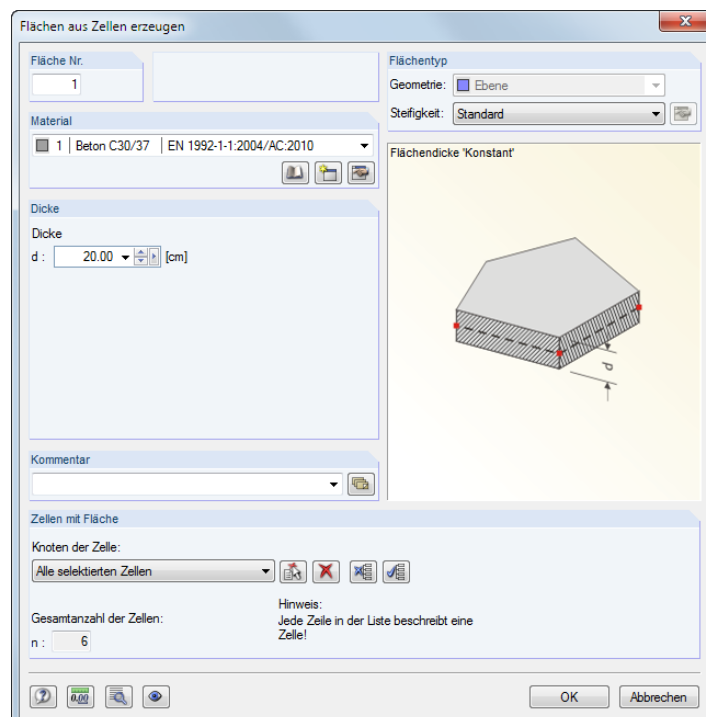 Flächen aus Zellen erzeugen
Fläche Nr.
1
Material
1 Beton C30/37 EN 1992-1-1:2004/AC:2010
Dicke
Dicke
d : 20.00 [cm]
Kommentar
Flächentyp
Geometrie: Ebene
Steifigkeit: Standard
Flächendicke 'Konstant'
d
Zellen mit Fläche
Knoten der Zelle:
Alle selektierten Zellen
Gesamtanzahl der Zellen:
n : 6
Hinweis:
Jede Zeile in der Liste beschreibt eine
Zelle!
0.00
OK Abbrechen